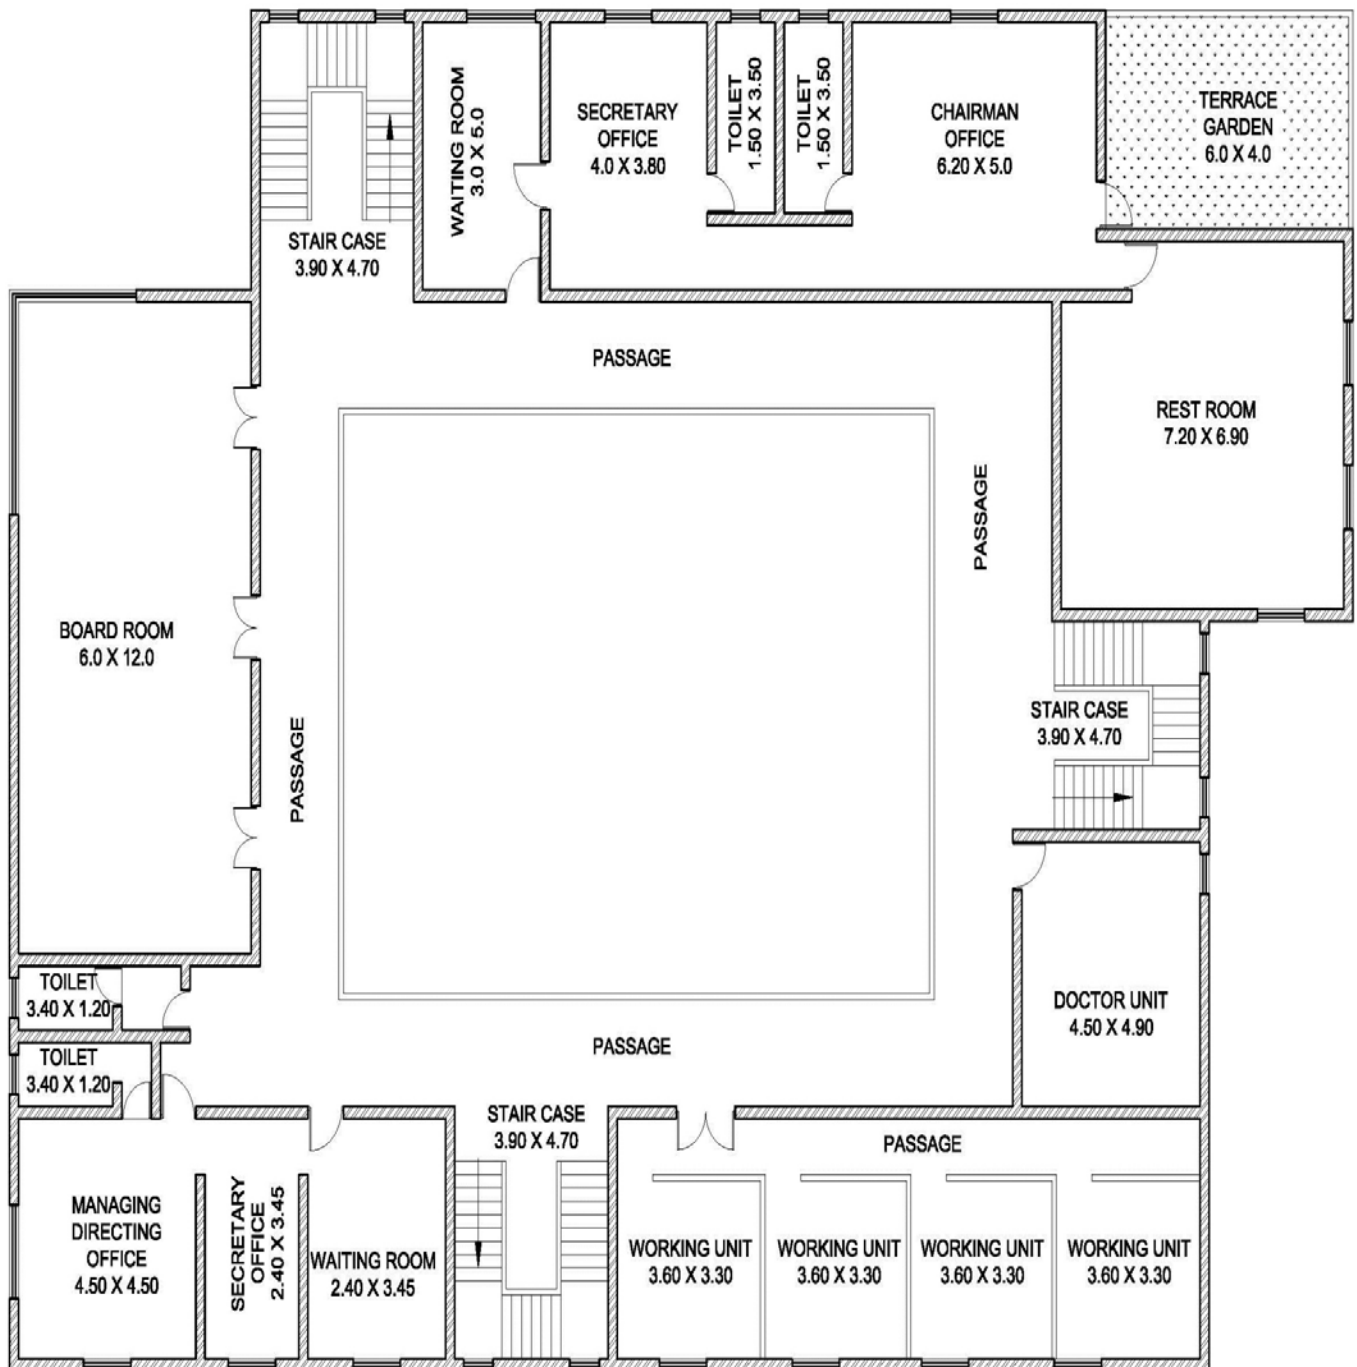 WAITING ROOM
3.0 X 5.0
SECRETARY
OFFICE
4.0 X 3.80
TOILET
1.50 X 3.50
TOILET
1.50 X 3.50
CHAIRMAN
OFFICE
6.20 X 5.0
TERRACE
GARDEN
6.0 X 4.0
STAIR CASE
3.90 X 4.70
PASSAGE
REST ROOM
7.20 X 6.90
PASSAGE
BOARD ROOM
6.0 X 12.0
PASSAGE
STAIR CASE
3.90 X 4.70
TOILET
3.40 X 1.20
DOCTOR UNIT
4.50 X 4.90
TOILET
3.40 X 1.20
PASSAGE
STAIR CASE
3.90 X 4.70
PASSAGE
MANAGING
DIRECTING
OFFICE
4.50 X 4.50
SECRETARY
OFFICE
2.40 X 3.45
WAITING ROOM
2.40 X 3.45
WORKING UNIT
3.60 X 3.30
WORKING UNIT
3.60 X 3.30
WORKING UNIT
3.60 X 3.30
WORKING UNIT
3.60 X 3.30